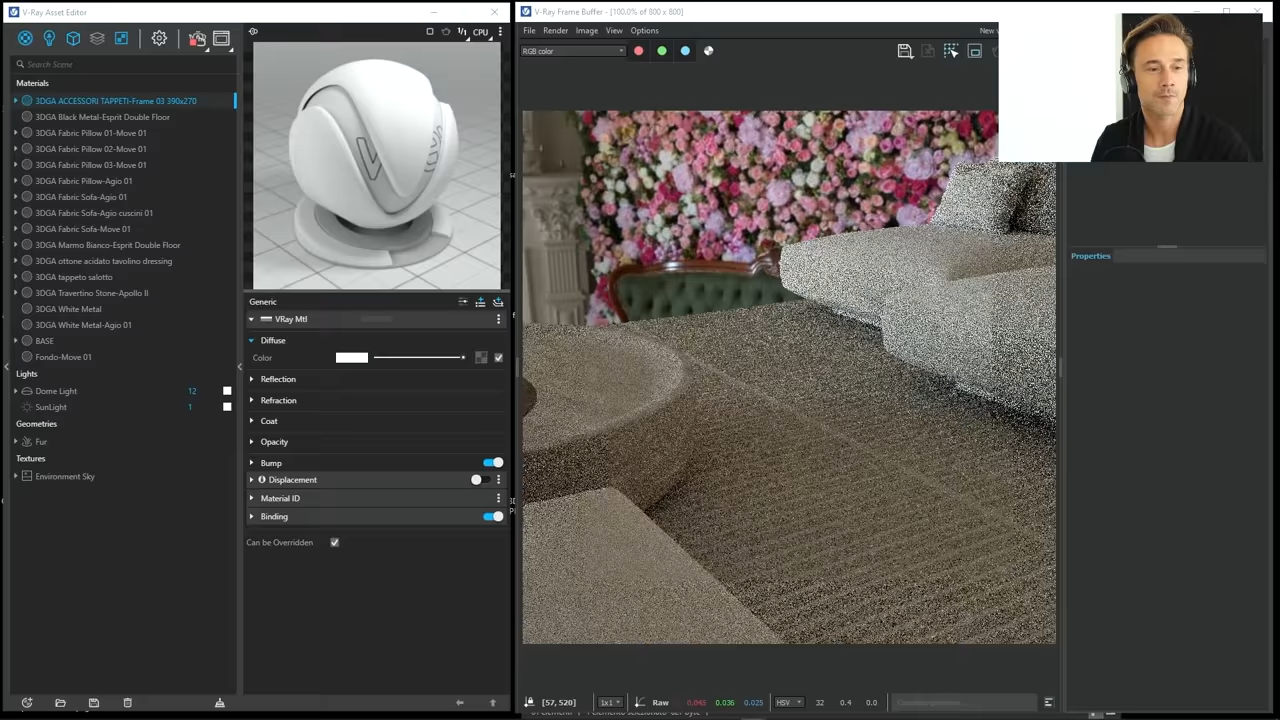 V-Ray Asset Editor
V-Ray Frame Buffer - [100.0% of 800 x 800]
File Render Image View Options
New
CPU
RGB color
Search Scene
Materials
3DGA ACCESSORI TAPPETI-Frame 03 390x270
3DGA Black Metal-Esprit Double Floor
3DGA Fabric Pillow 01-Move 01
3DGA Fabric Pillow 02-Move 01
3DGA Fabric Pillow 03-Move 01
3DGA Fabric Pillow-Agio 01
3DGA Fabric Sofa-Agio 01
3DGA Fabric Sofa-Agio cuscini 01
3DGA Fabric Sofa-Move 01
3DGA Marmo Bianco-Esprit Double Floor
3DGA ottone acidato tavolino dressing
3DGA tappeto salotto
3DGA Travertino Stone-Apollo II
3DGA White Metal
3DGA White Metal-Agio 01
BASE
Fondo-Move 01
Lights
Dome Light 12
SunLight 1
Geometries
Fur
Textures
Environment Sky
Generic
VRay Mtl
Diffuse
Color
Reflection
Refraction
Coat
Opacity
Bump
Displacement
Material ID
Binding
Can be Overridden
Properties
[57, 520]
1x1
Raw
0.045 0.036 0.025
HSV
32 0.4 0.0